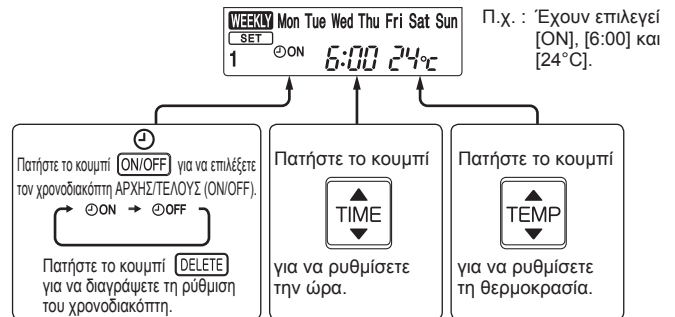 WEEKLY Mon Tue Wed Thu Fri Sat Sun
SET
1 ON 6:00 24°C
Π.χ. : Έχουν επιλεγεί
[ON], [6:00] και
[24°C].
Πατήστε το κουμπί ON/OFF για να επιλέξετε
τον χρονοδιακόπτη ΑΡΧΗΣ/ΤΕΛΟΥΣ (ON/OFF).
ON → OFF
Πατήστε το κουμπί DELETE
για να διαγράψετε τη ρύθμιση
του χρονοδιακόπτη.
Πατήστε το κουμπί
TIME
για να ρυθμίσετε
την ώρα.
Πατήστε το κουμπί
TEMP
για να ρυθμίσετε
τη θερμοκρασία.